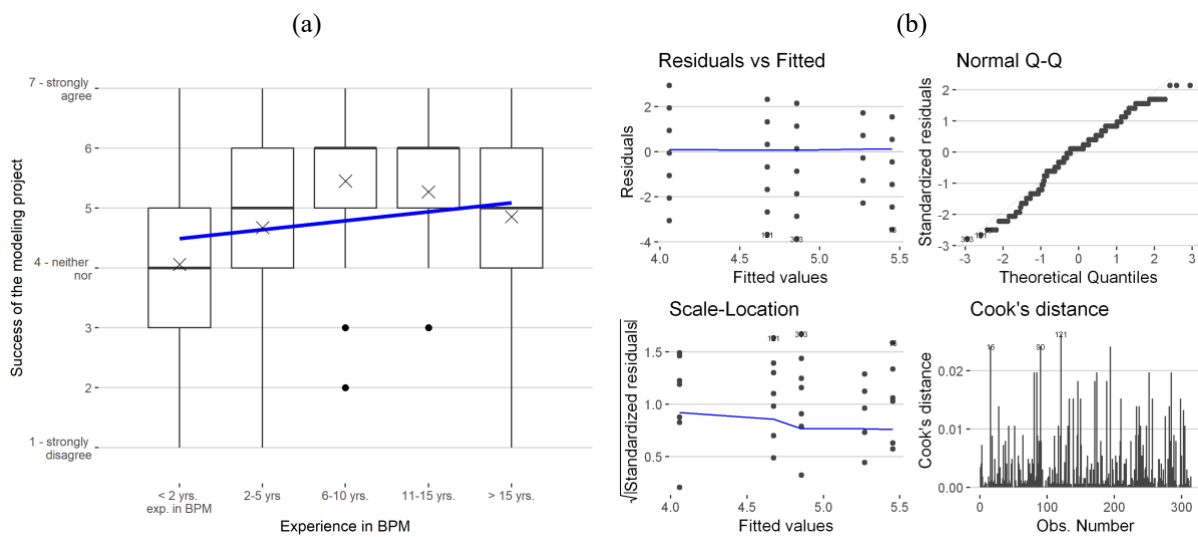 (a)
(b)
7 - strongly
agree
6
5
4 - neither
nor
3
2
1 - strongly
disagree
Success of the modeling project
< 2 yrs.
exp. in BPM
2-5 yrs
6-10 yrs.
11-15 yrs.
> 15 yrs.
Experience in BPM
Residuals vs Fitted
Residuals
2
0
-2
-4
4.0
4.5
5.0
5.5
Fitted values
Normal Q-Q
Standardized residuals
2
1
0
-1
-2
-3
-3
-2
-1
0
1
2
3
Theoretical Quantiles
Scale-Location
√|Standardized residuals|
1.5
1.0
0.5
4.0
4.5
5.0
5.5
Fitted values
Cook's distance
Cook's distance
16
90
121
0.02
0.01
0.00
0
100
200
300
Obs. Number